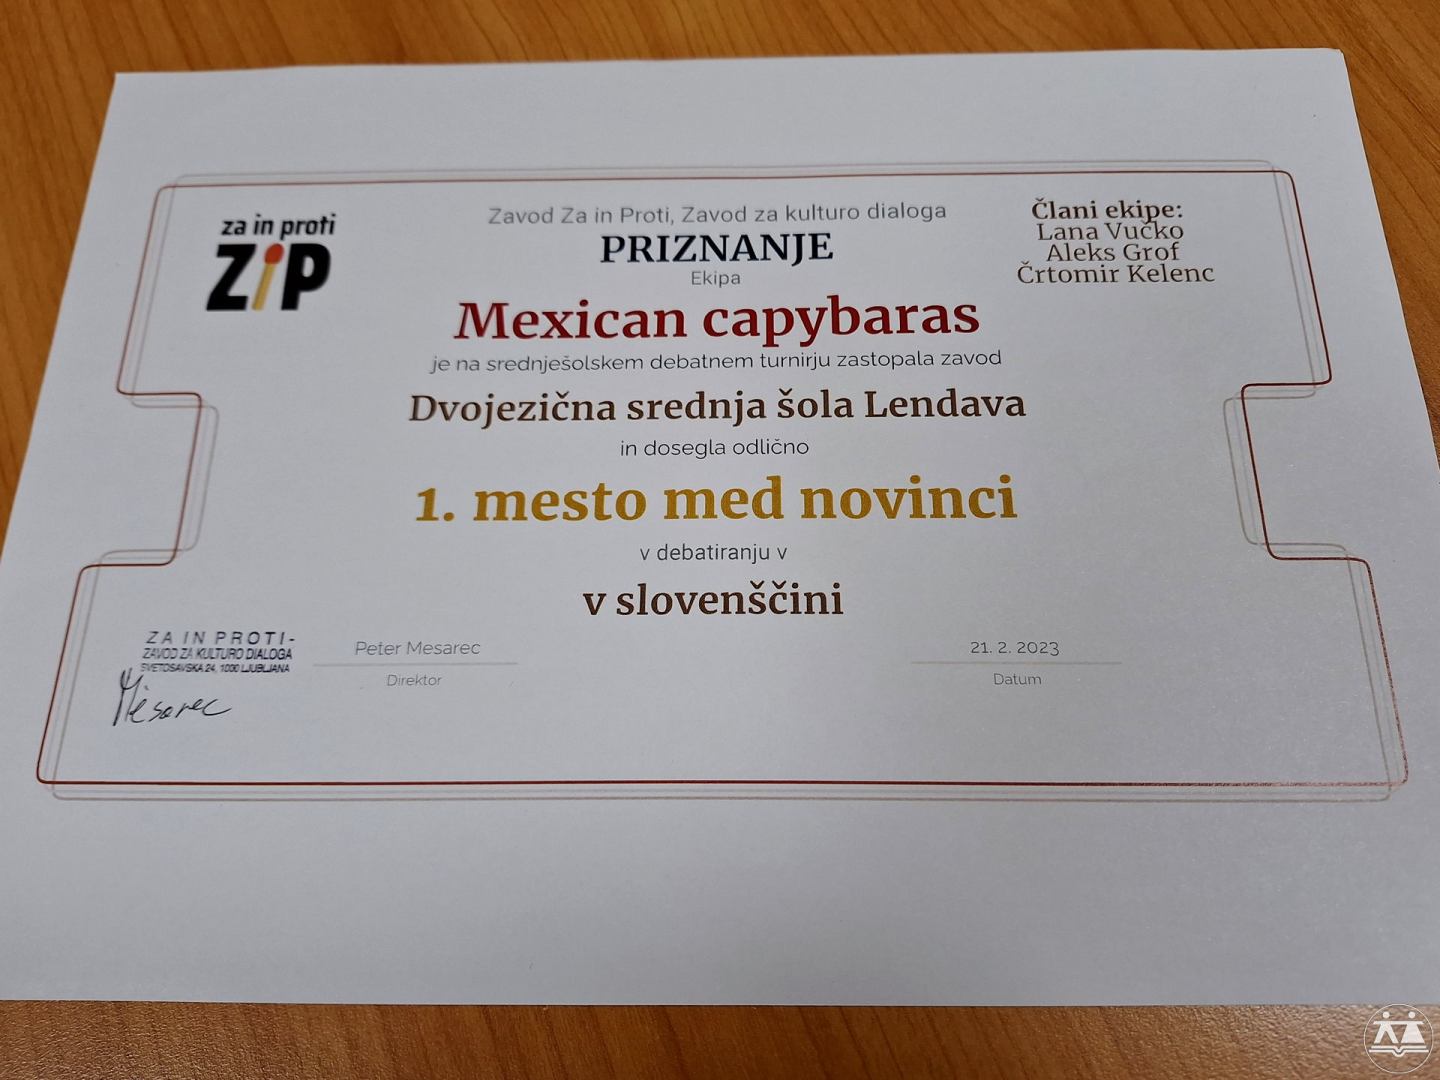 za in proti
ZiP
Zavod Za in Proti, Zavod za kulturo dialoga
PRIZNANJE
Ekipa
Mexican capybaras
je na srednješolskem debatnem turnirju zastopala zavod
Dvojezična srednja šola Lendava
in dosegla odlično
1. mesto med novinci
v debatiranju v
v slovenščini
Člani ekipe:
Lana Vučko
Aleks Grof
Črtomir Kelenc
ZA IN PROTI-
ZAVOD ZA KULTURO DIALOGA
SVETOSAVSKA 24, 1000 LJUBLJANA
Mesarec
Peter Mesarec
Direktor
21. 2. 2023
Datum